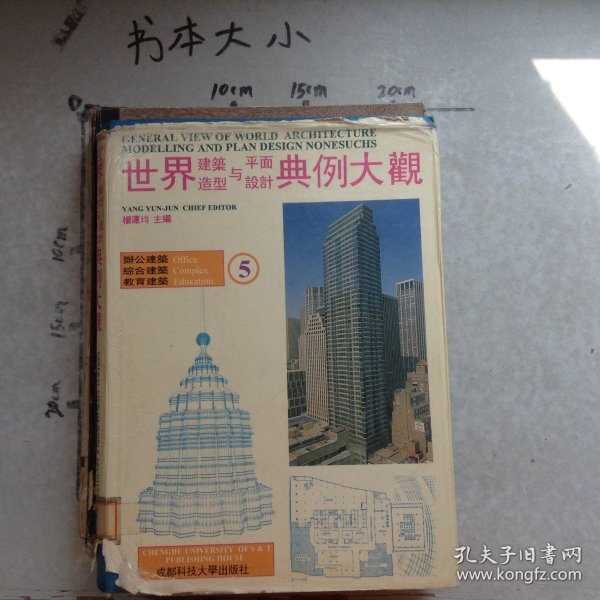 书本大小
0 10cm 15cm 20cm
10cm
15cm
20cm
GENERAL VIEW OF WORLD ARCHITECTURE
MODELLING AND PLAN DESIGN NONESUCHS
世界建築造型与平面設計典例大觀
YANG YUN-JUN CHIEF EDITOR
楊運均 主編
辦公建築 Office
綜合建築 Complex
教育建築 Education
5
CHENGDU UNIVERSITY OF S & T
PUBLISHING HOUSE
成都科技大學出版社
孔夫子旧书网
www.kongfz.com